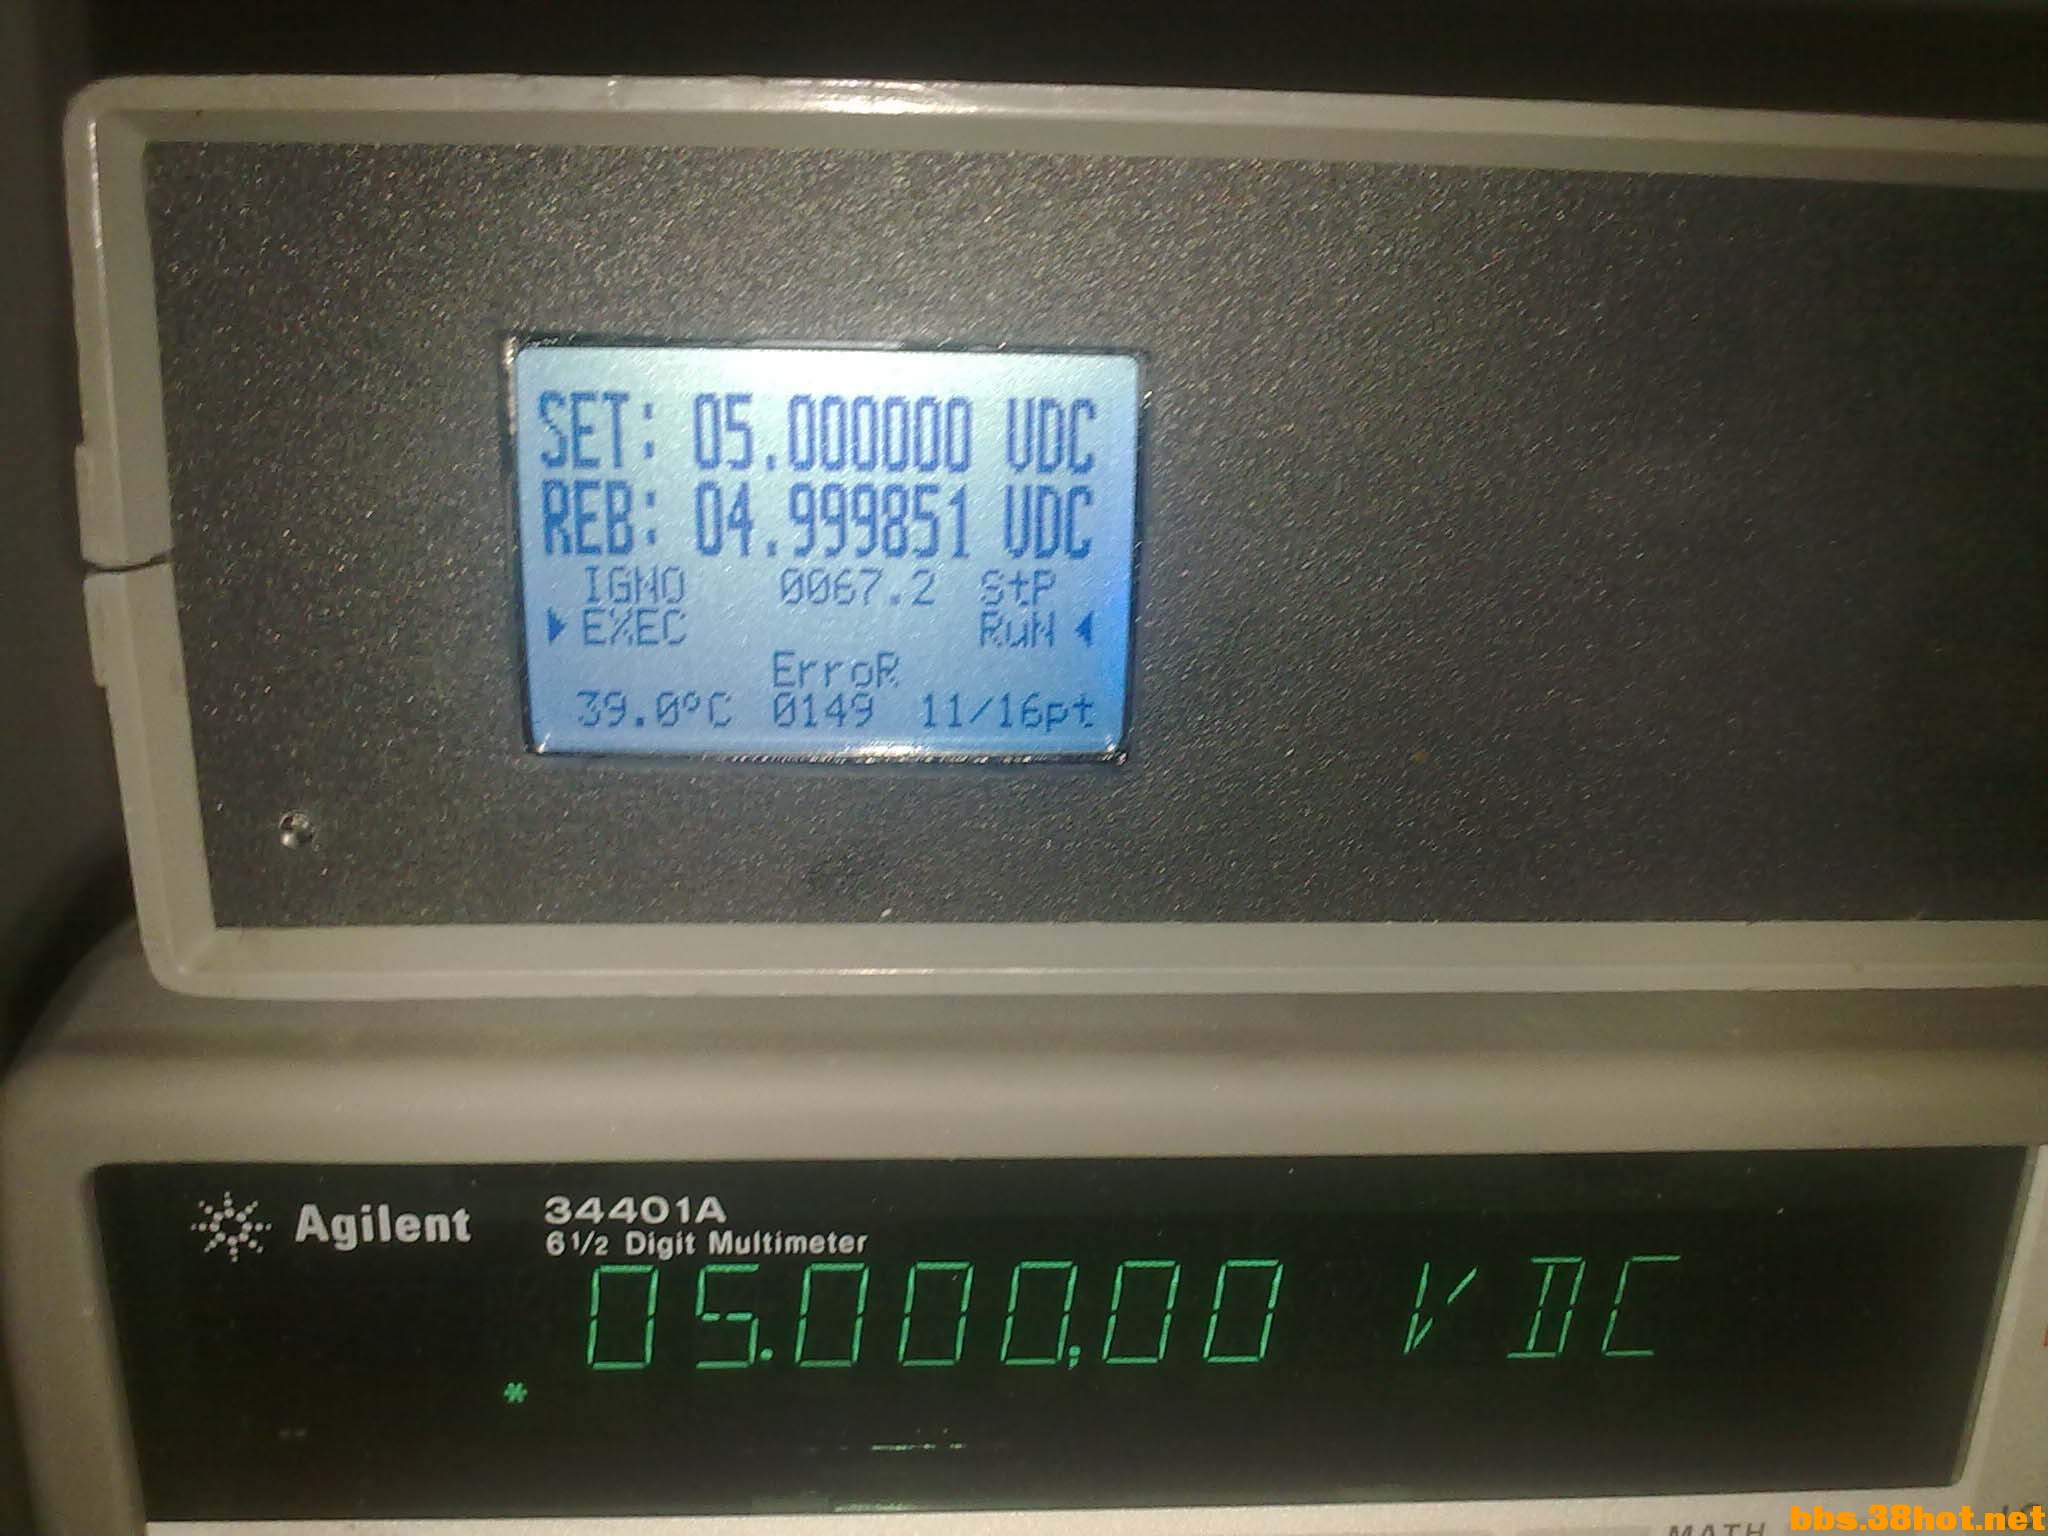 SET: 05.000000 VDC
REB: 04.999851 VDC
IGNO 0067.2 StP
EXEC RuN
ErroR
39.0°C 0149 11/16pt
Agilent 34401A
6½ Digit Multimeter
05.000,00 VDC
*
MATH
bbs.38hot.net